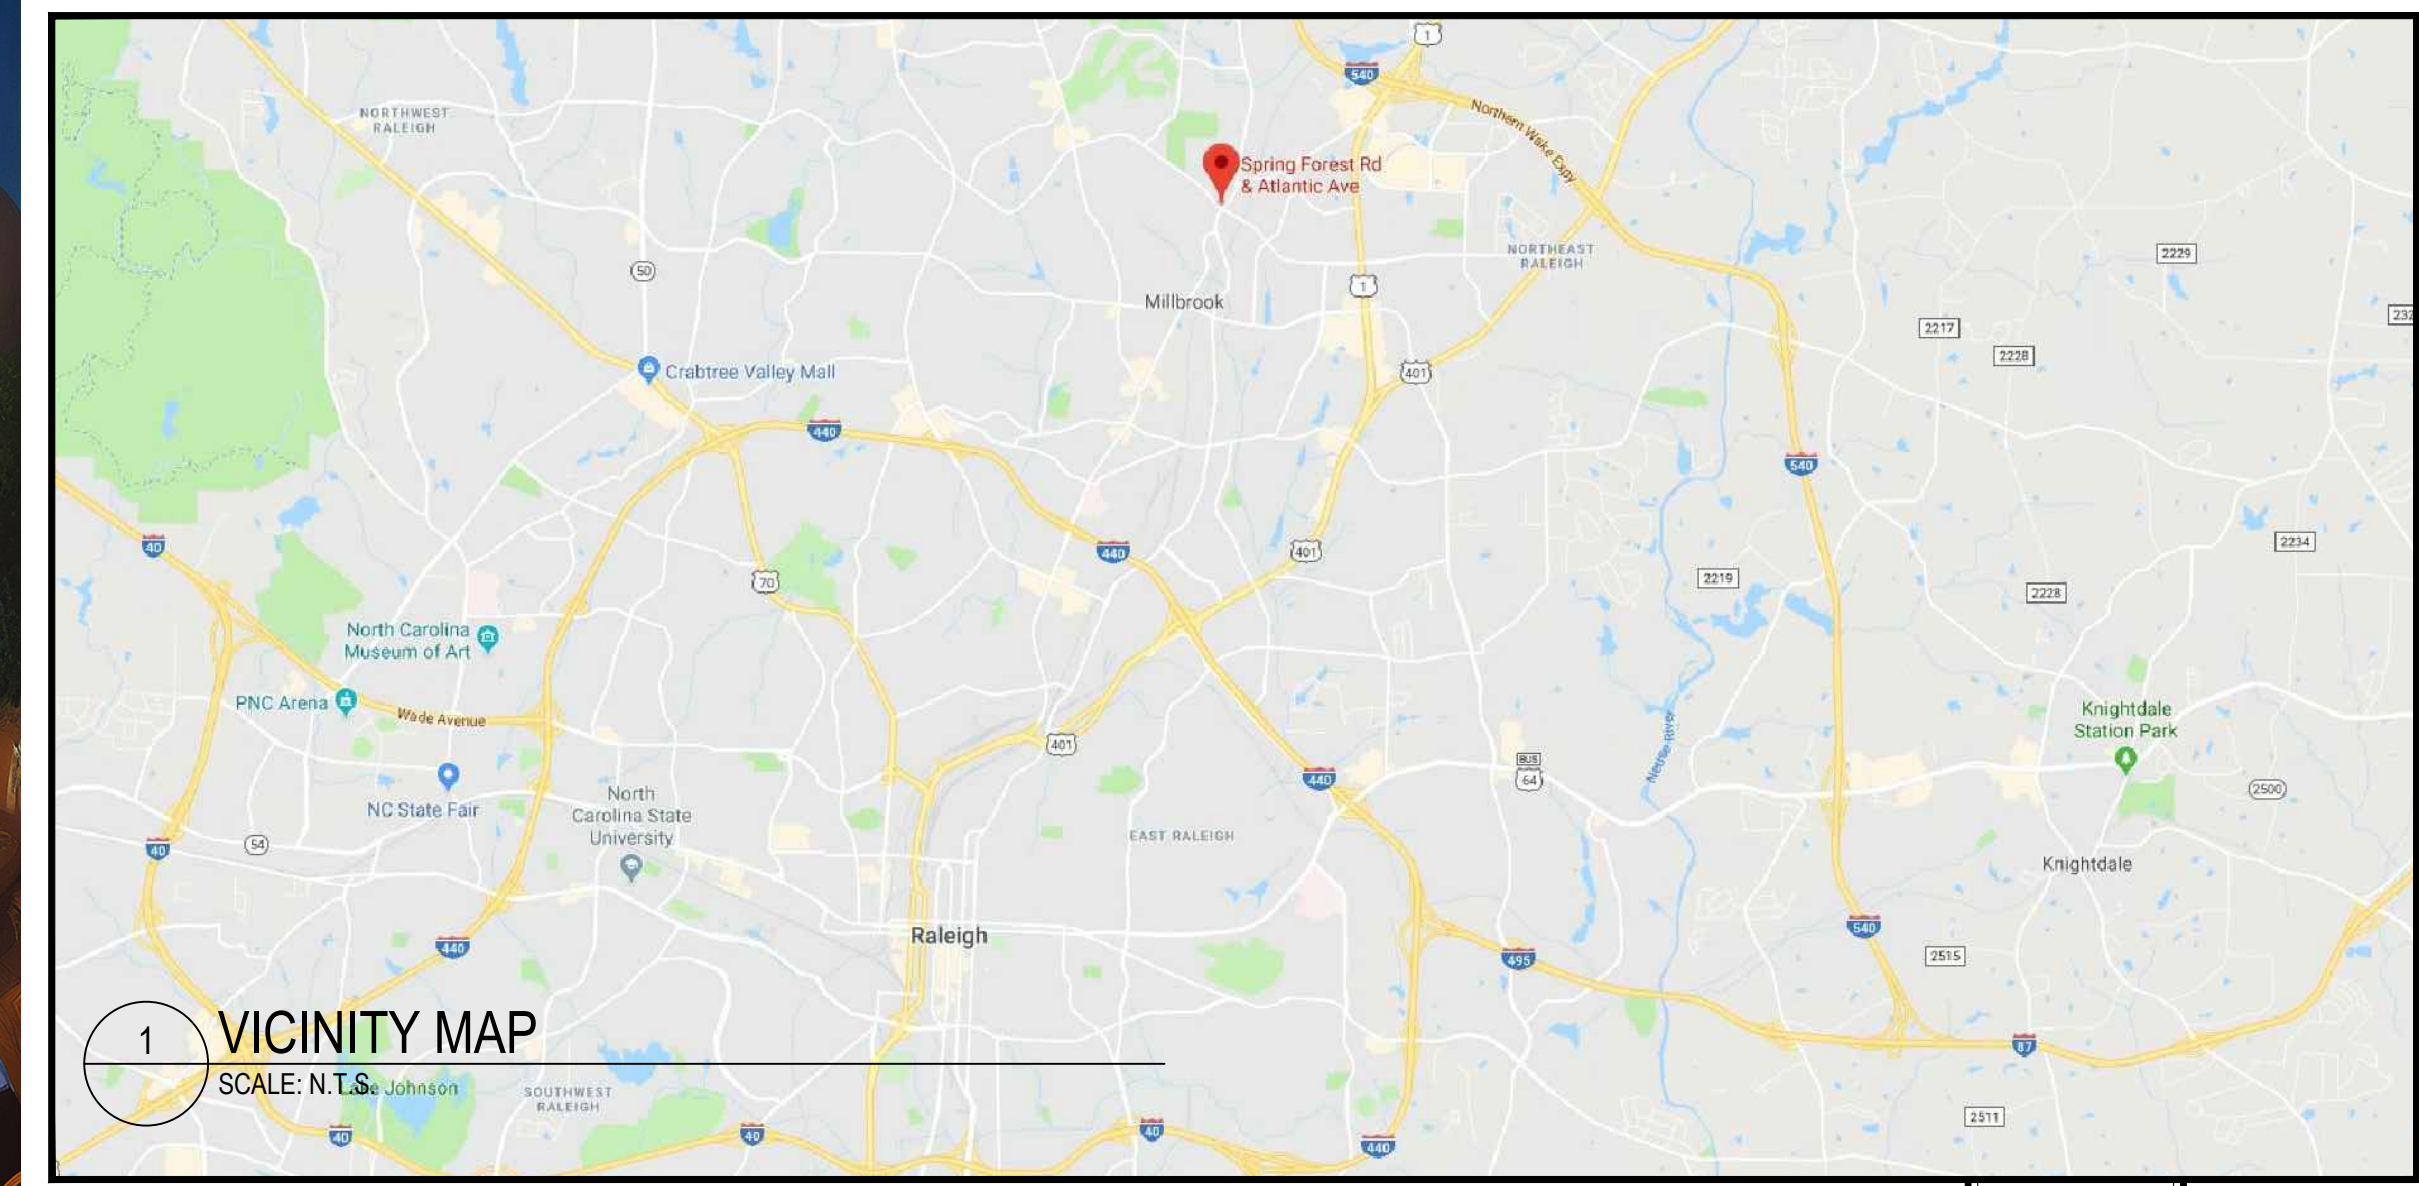 1
540
NORTHWEST
RALEIGH
Northern Wake Expy
Spring Forest Rd
& Atlantic Ave
50
NORTHEAST
RALEIGH
2229
1
Millbrook
2217
2228
Crabtree Valley Mall
401
440
540
40
440
401
2234
70
2219
2228
North Carolina
Museum of Art
PNC Arena
Wade Avenue
401
Neuse River
Knightdale
Station Park
BUS
64
440
2500
NC State Fair
North
Carolina State
University
EAST RALEIGH
54
40
Knightdale
Raleigh
440
540
495
2515
1
VICINITY MAP
87
SCALE: N.T.S.
Lake Johnson
SOUTHWEST
RALEIGH
2511
40
40
40
440